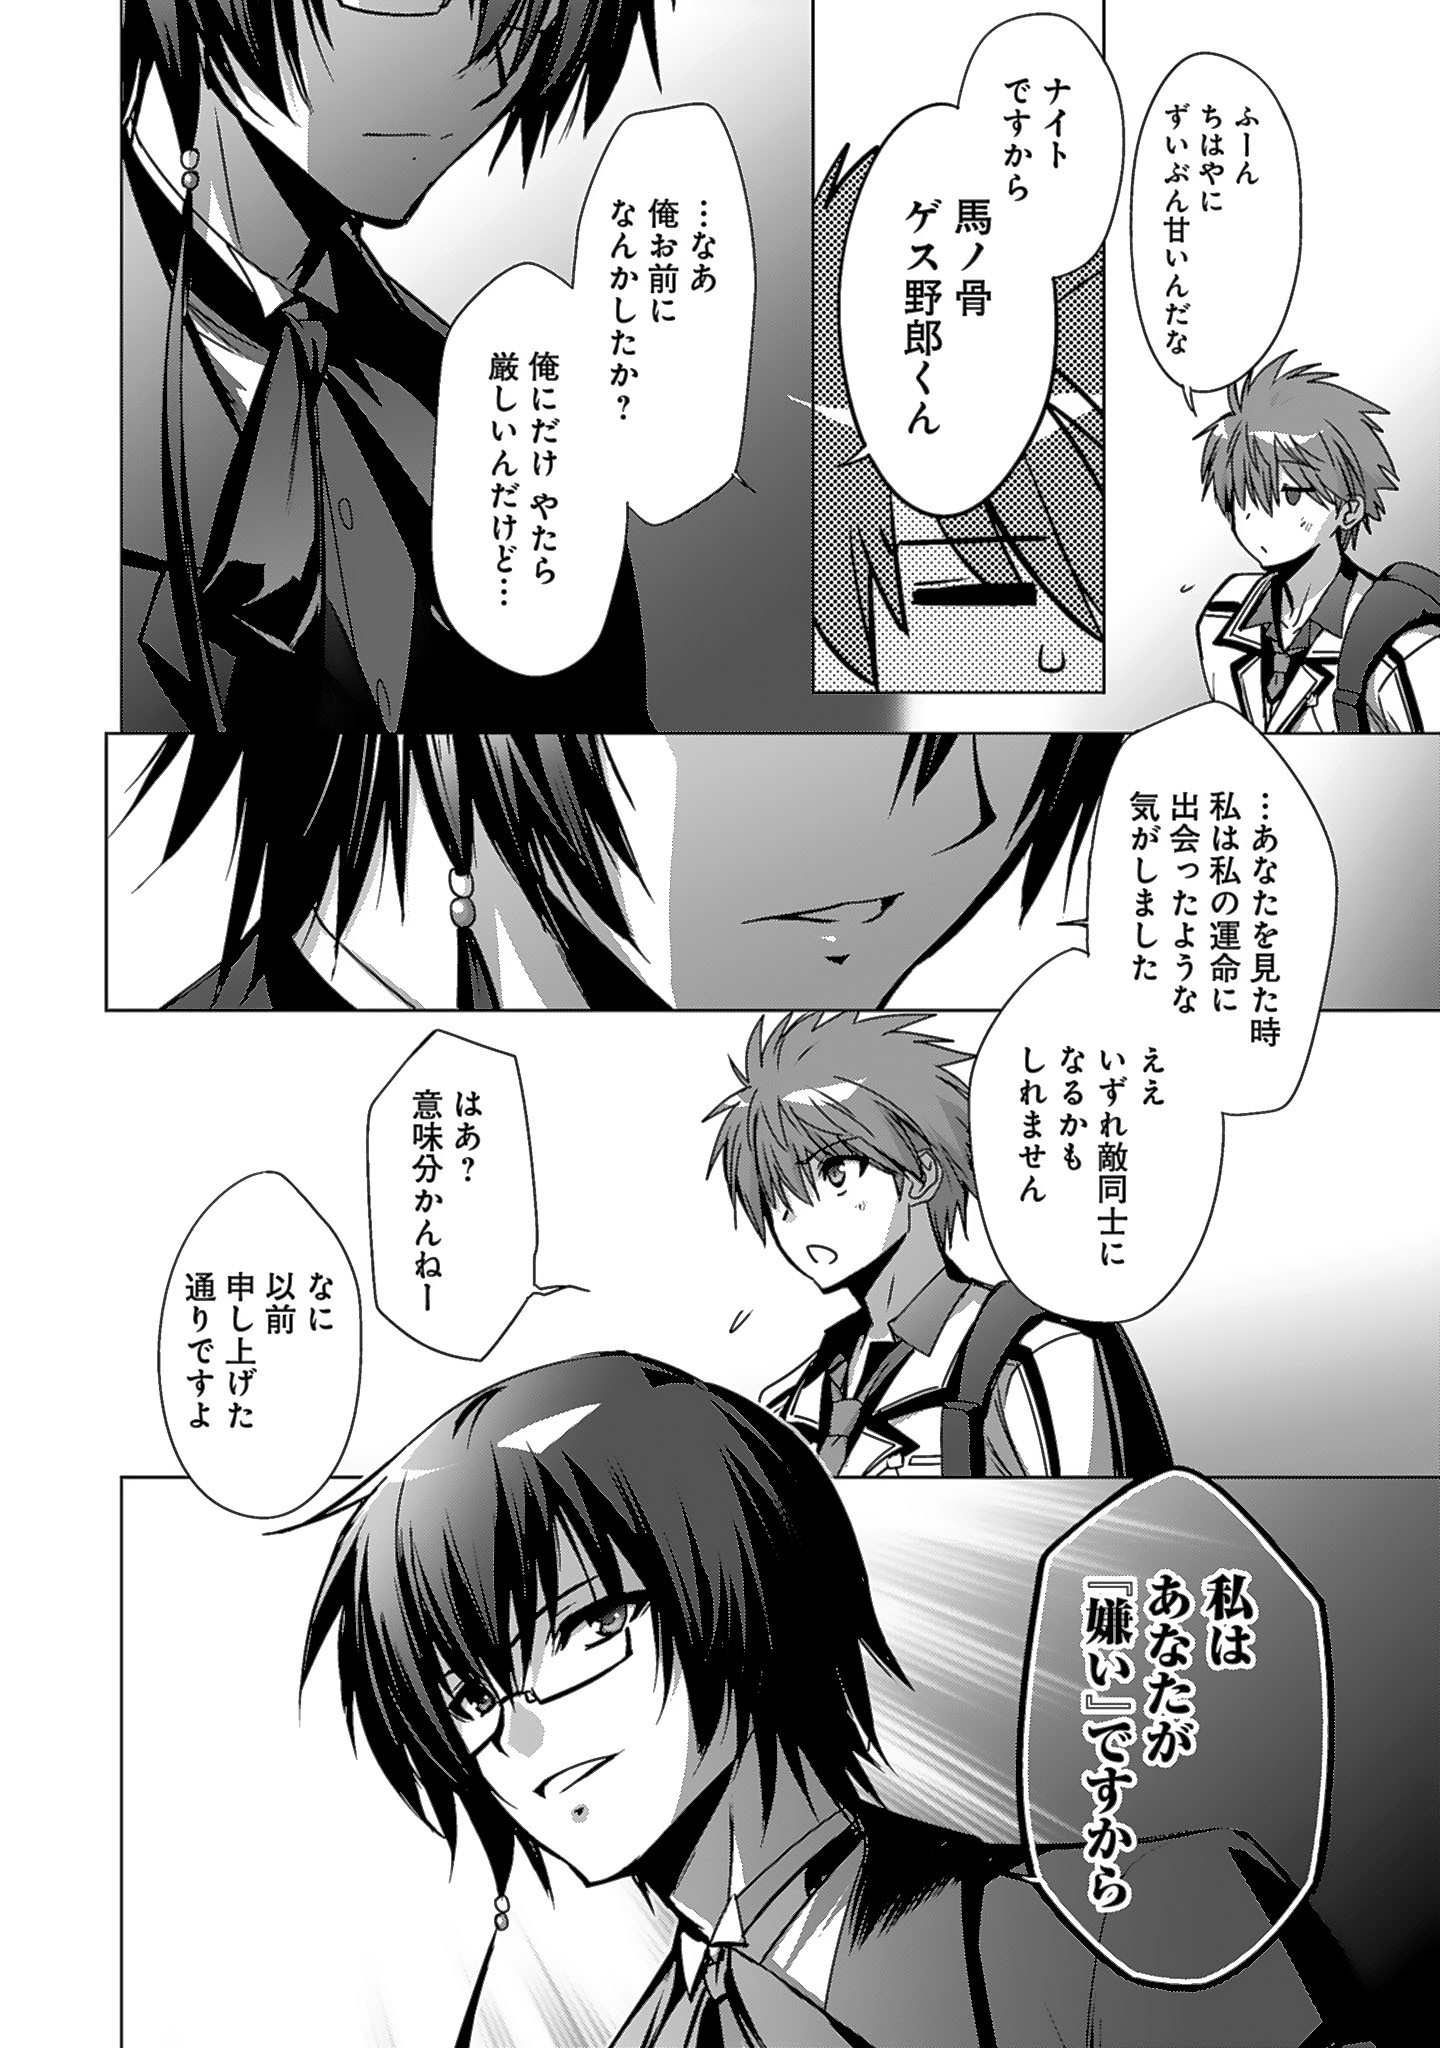 ふーん
ちはやに
ずいぶん甘いんだな
ナイト
ですから
馬ノ骨
ゲス野郎くん
…なあ
俺お前に
なんかしたか?
俺にだけ やたら
厳しいんだけど…
…あなたを見た時
私は私の運命に
出会ったような
気がしました
ええ
いずれ敵同士に
なるかも
しれません
はあ?
意味分かんねー
なに
以前
申し上げた
通りですよ
私は
あなたが
『嫌い』ですから